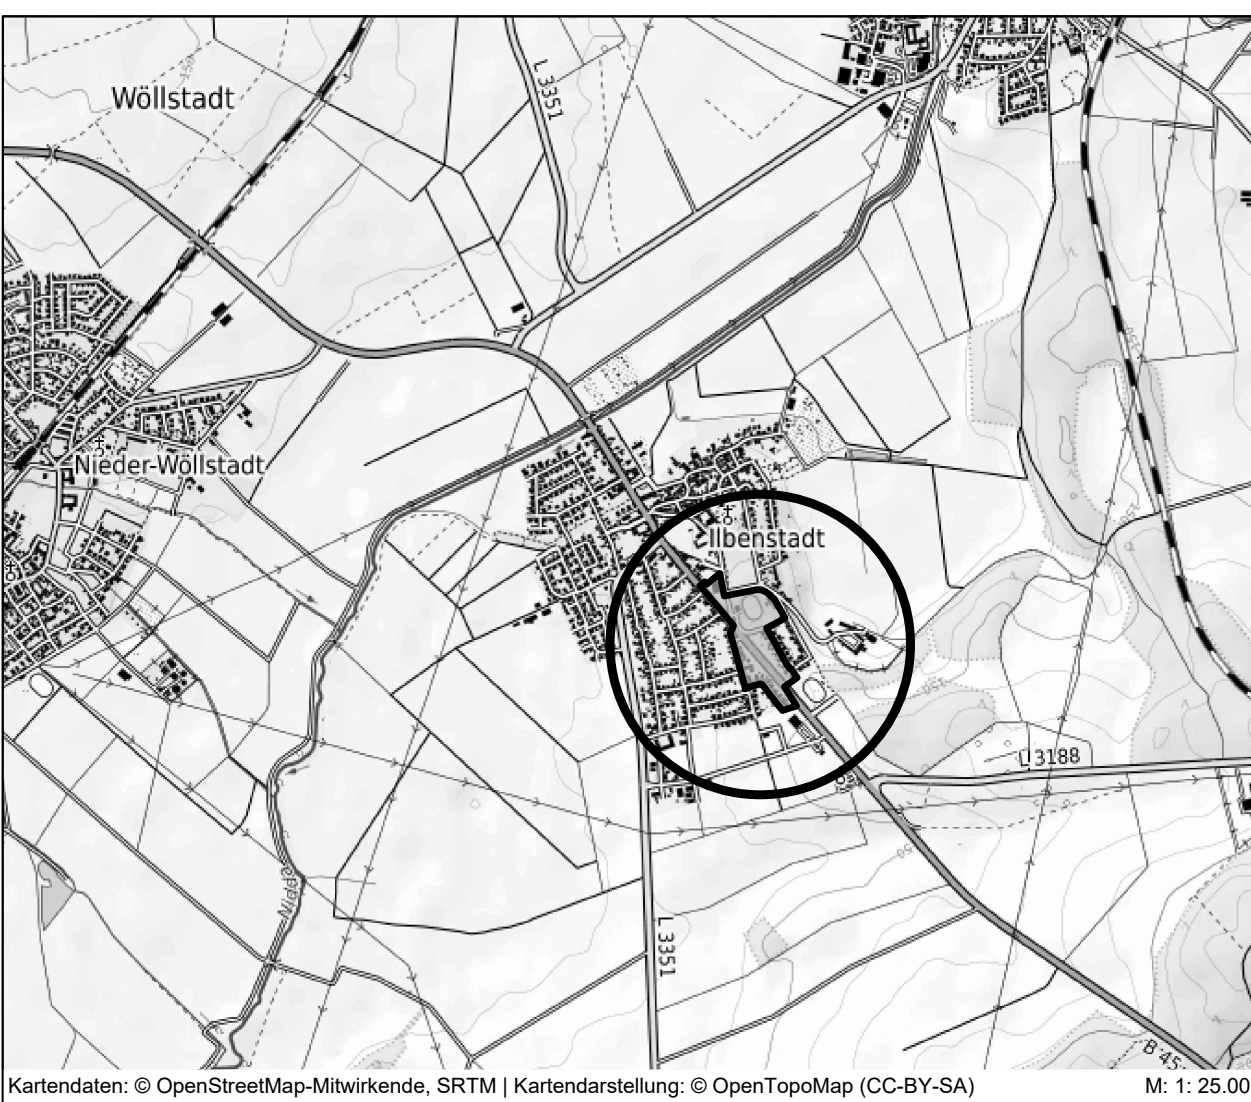 Wöllstadt
L 3351
Nieder-Wöllstadt
Ilbenstadt
L 3188
Nidda
L 3351
B 45
Kartendaten: © OpenStreetMap-Mitwirkende, SRTM | Kartendarstellung: © OpenTopoMap (CC-BY-SA)
M: 1: 25.00